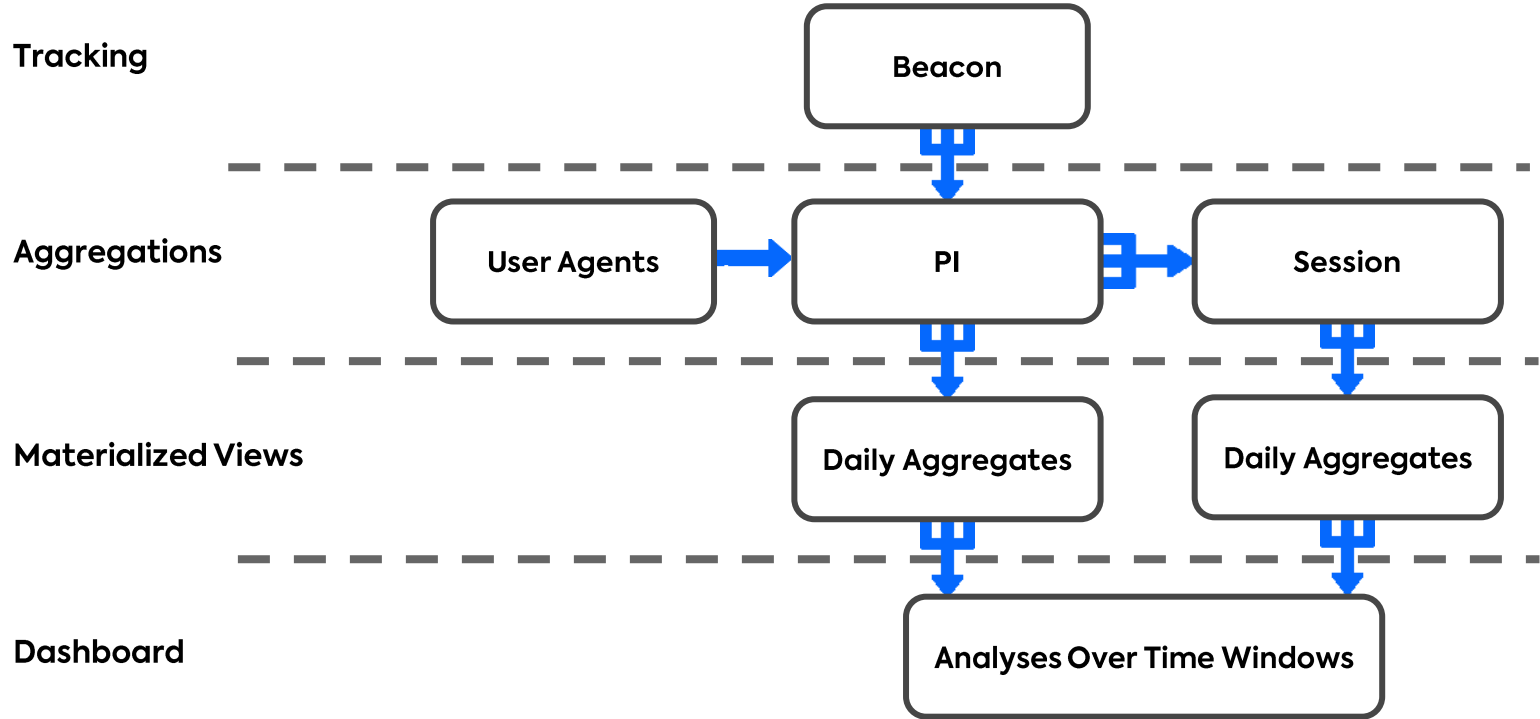 Tracking
Beacon
Aggregations
User Agents
PI
Session
Materialized Views
Daily Aggregates
Daily Aggregates
Dashboard
Analyses Over Time Windows